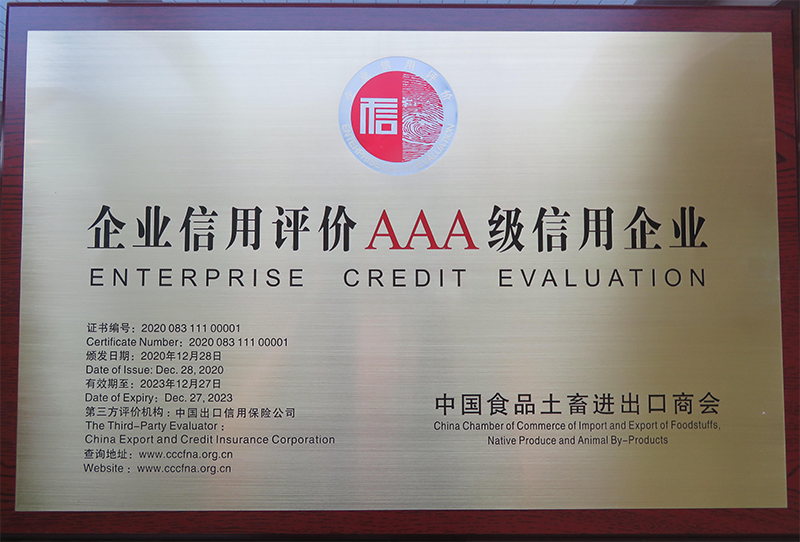 信
企业信用评价AAA级信用企业
ENTERPRISE CREDIT EVALUATION
证书编号：2020 083 111 00001
Certificate Number：2020 083 111 00001
颁发日期：2020年12月28日
Date of Issue: Dec. 28, 2020
有效期至：2023年12月27日
Date of Expiry：Dec. 27, 2023
第三方评价机构：中国出口信用保险公司
The Third-Party Evaluator：
China Export and Credit Insurance Corporation
查询地址：www.cccfna.org.cn
Website：www.cccfna.org.cn
中国食品土畜进出口商会
China Chamber of Commerce of Import and Export of Foodstuffs,
Native Produce and Animal By-Products